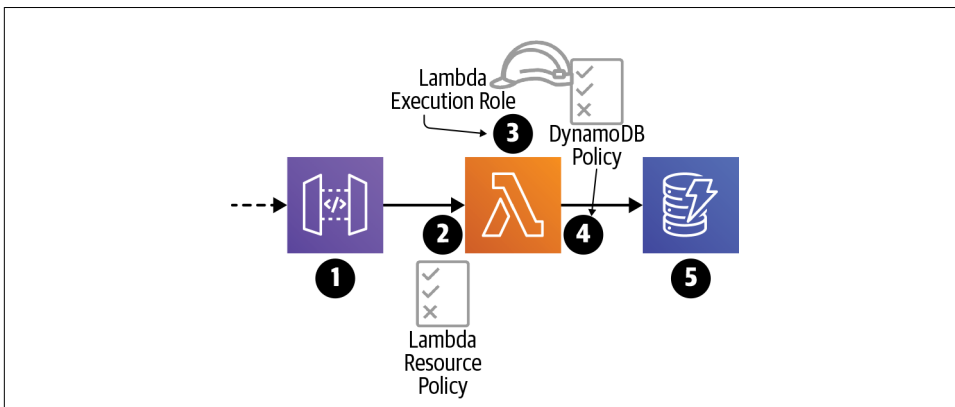 Lambda
Execution Role
3
DynamoDB
Policy
</>
1
2
4
5
Lambda
Resource
Policy